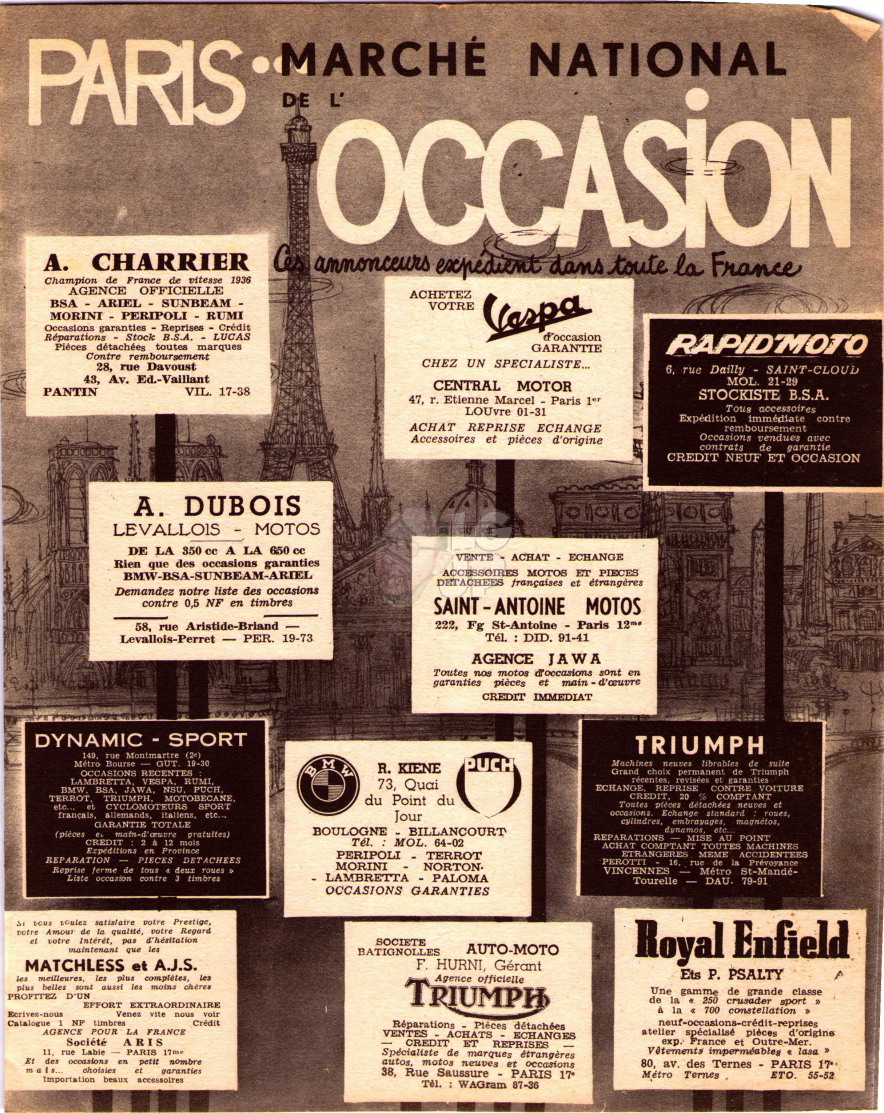 PARIS... MARCHÉ NATIONAL
DE L'
OCCASION
Ces annonceurs expédient dans toute la France
A. CHARRIER
Champion de France de vitesse 1936
AGENCE OFFICIELLE
BSA - ARIEL - SUNBEAM -
MORINI - PERIPOLI - RUMI
Occasions garanties - Reprises - Crédit
Réparations - Stock B.S.A. - LUCAS
Pièces détachées toutes marques
Contre remboursement
28, rue Davoust
43, Av. Ed.-Vaillant
PANTIN VIL. 17-38
ACHETEZ
VOTRE Vespa
d'occasion
GARANTIE
CHEZ UN SPECIALISTE...
CENTRAL MOTOR
47, r. Etienne Marcel - Paris 1er
LOUvre 01-31
ACHAT REPRISE ECHANGE
Accessoires et pièces d'origine
RAPID'MOTO
6, rue Dailly - SAINT-CLOUD
MOL. 21-29
STOCKISTE B.S.A.
Tous accessoires
Expédition immédiate contre
remboursement
Occasions vendues avec
contrats de garantie
CREDIT NEUF ET OCCASION
A. DUBOIS
LEVALLOIS - MOTOS
DE LA 350 cc A LA 650 cc
Rien que des occasions garanties
BMW-BSA-SUNBEAM-ARIEL
Demandez notre liste des occasions
contre 0,5 NF en timbres
58, rue Aristide-Briand —
Levallois-Perret — PER. 19-73
VENTE - ACHAT - ECHANGE
ACCESSOIRES MOTOS ET PIECES
DETACHEES françaises et étrangères
SAINT-ANTOINE MOTOS
222, Fg St-Antoine - Paris 12me
Tél. : DID. 91-41
AGENCE JAWA
Toutes nos motos d'occasions sont en
garanties pièces et main-d'œuvre
CREDIT IMMEDIAT
DYNAMIC - SPORT
149, rue Montmartre (2e)
Métro Bourse — GUT. 19-30
OCCASIONS RECENTES :
LAMBRETTA, VESPA, RUMI,
BMW, BSA, JAWA, NSU, PUCH,
TERROT, TRIUMPH, MOTOBECANE,
etc... et CYCLOMOTEURS SPORT
français, allemands, italiens, etc...
GARANTIE TOTALE
(pièces et main-d'œuvre gratuites)
CREDIT : 2 à 12 mois
Expéditions en Province
REPARATION — PIECES DETACHEES
Reprise ferme de tous « deux roues »
Liste occasion contre 3 timbres
BMW
R. KIENE
PUCH
73, Quai
du Point du
Jour
BOULOGNE - BILLANCOURT
Tél. : MOL. 64-02
PERIPOLI - TERROT
MORINI - NORTON
- LAMBRETTA - PALOMA
OCCASIONS GARANTIES
TRIUMPH
Machines neuves librables de suite
Grand choix permanent de Triumph
récentes, revisées et garanties
ECHANGE, REPRISE CONTRE VOITURE
CREDIT, 20 % COMPTANT
Toutes pièces détachées neuves et
occasions. Echange standard : roues,
cylindres, embrayages, magnétos,
dynamos, etc...
REPARATIONS — MISE AU POINT
ACHAT COMPTANT TOUTES MACHINES
ETRANGERES MEME ACCIDENTEES
PEROTTI - 16, rue de la Prévoyance
VINCENNES — Métro St-Mandé-
Tourelle — DAU. 79-91
Si vous voulez satisfaire votre Prestige,
votre Amour de la qualité, votre Regard
et votre Intérêt, pas d'hésitation
maintenant que les
MATCHLESS et A.J.S.
les meilleures, les plus complètes, les
plus belles sont aussi les moins chères
PROFITEZ D'UN
EFFORT EXTRAORDINAIRE
Ecrivez-nous Venez vite nous voir
Catalogue 1 NF timbres Crédit
AGENCE POUR LA FRANCE
Société ARIS
11, rue Labie — PARIS 17me
Et des occasions en petit nombre
mais... choisies et garanties
Importation beaux accessoires
SOCIETE AUTO-MOTO
BATIGNOLLES
F. HURNI, Gérant
Agence officielle
TRIUMPH
Réparations - Pièces détachées
VENTES - ACHATS - ECHANGES
— CREDIT ET REPRISES —
Spécialiste de marques étrangères
autos, motos neuves et occasions
38, Rue Saussure - PARIS 17e
Tél. : WAGram 87-36
Royal Enfield
Ets P. PSALTY
Une gamme de grande classe
de la « 250 crusader sport »
à la « 700 constellation »
neuf-occasions-crédit-reprises
atelier spécialisé pièces d'origine
exp. France et Outre-Mer.
Vêtements imperméables « lasa »
80, av. des Ternes - PARIS 17e
Métro Ternes ETO. 55-52